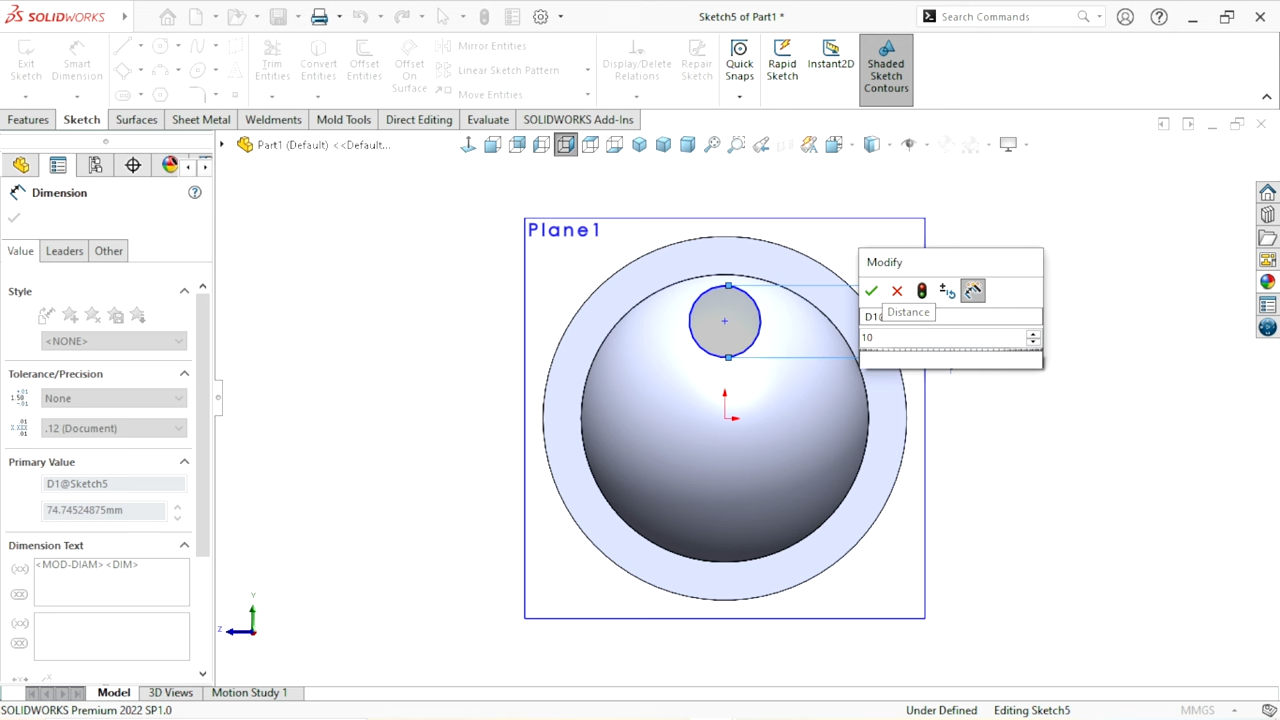 SOLIDWORKS
Sketch5 of Part1 *
Search Commands
Exit Sketch
Smart Dimension
Trim Entities
Convert Entities
Offset Entities
Offset On Surface
Mirror Entities
Linear Sketch Pattern
Move Entities
Display/Delete Relations
Repair Sketch
Quick Snaps
Rapid Sketch
Instant2D
Shaded Sketch Contours
Features
Sketch
Surfaces
Sheet Metal
Weldments
Mold Tools
Direct Editing
Evaluate
SOLIDWORKS Add-Ins
Part1 (Default) <<Default...
Dimension
Value
Leaders
Other
Style
<NONE>
Tolerance/Precision
None
.12 (Document)
Primary Value
D1@Sketch5
74.74524875mm
Dimension Text
<MOD-DIAM> <DIM>
Plane1
Modify
Distance
10
Y
Z
Model
3D Views
Motion Study 1
SOLIDWORKS Premium 2022 SP1.0
Under Defined
Editing Sketch5
MMGS